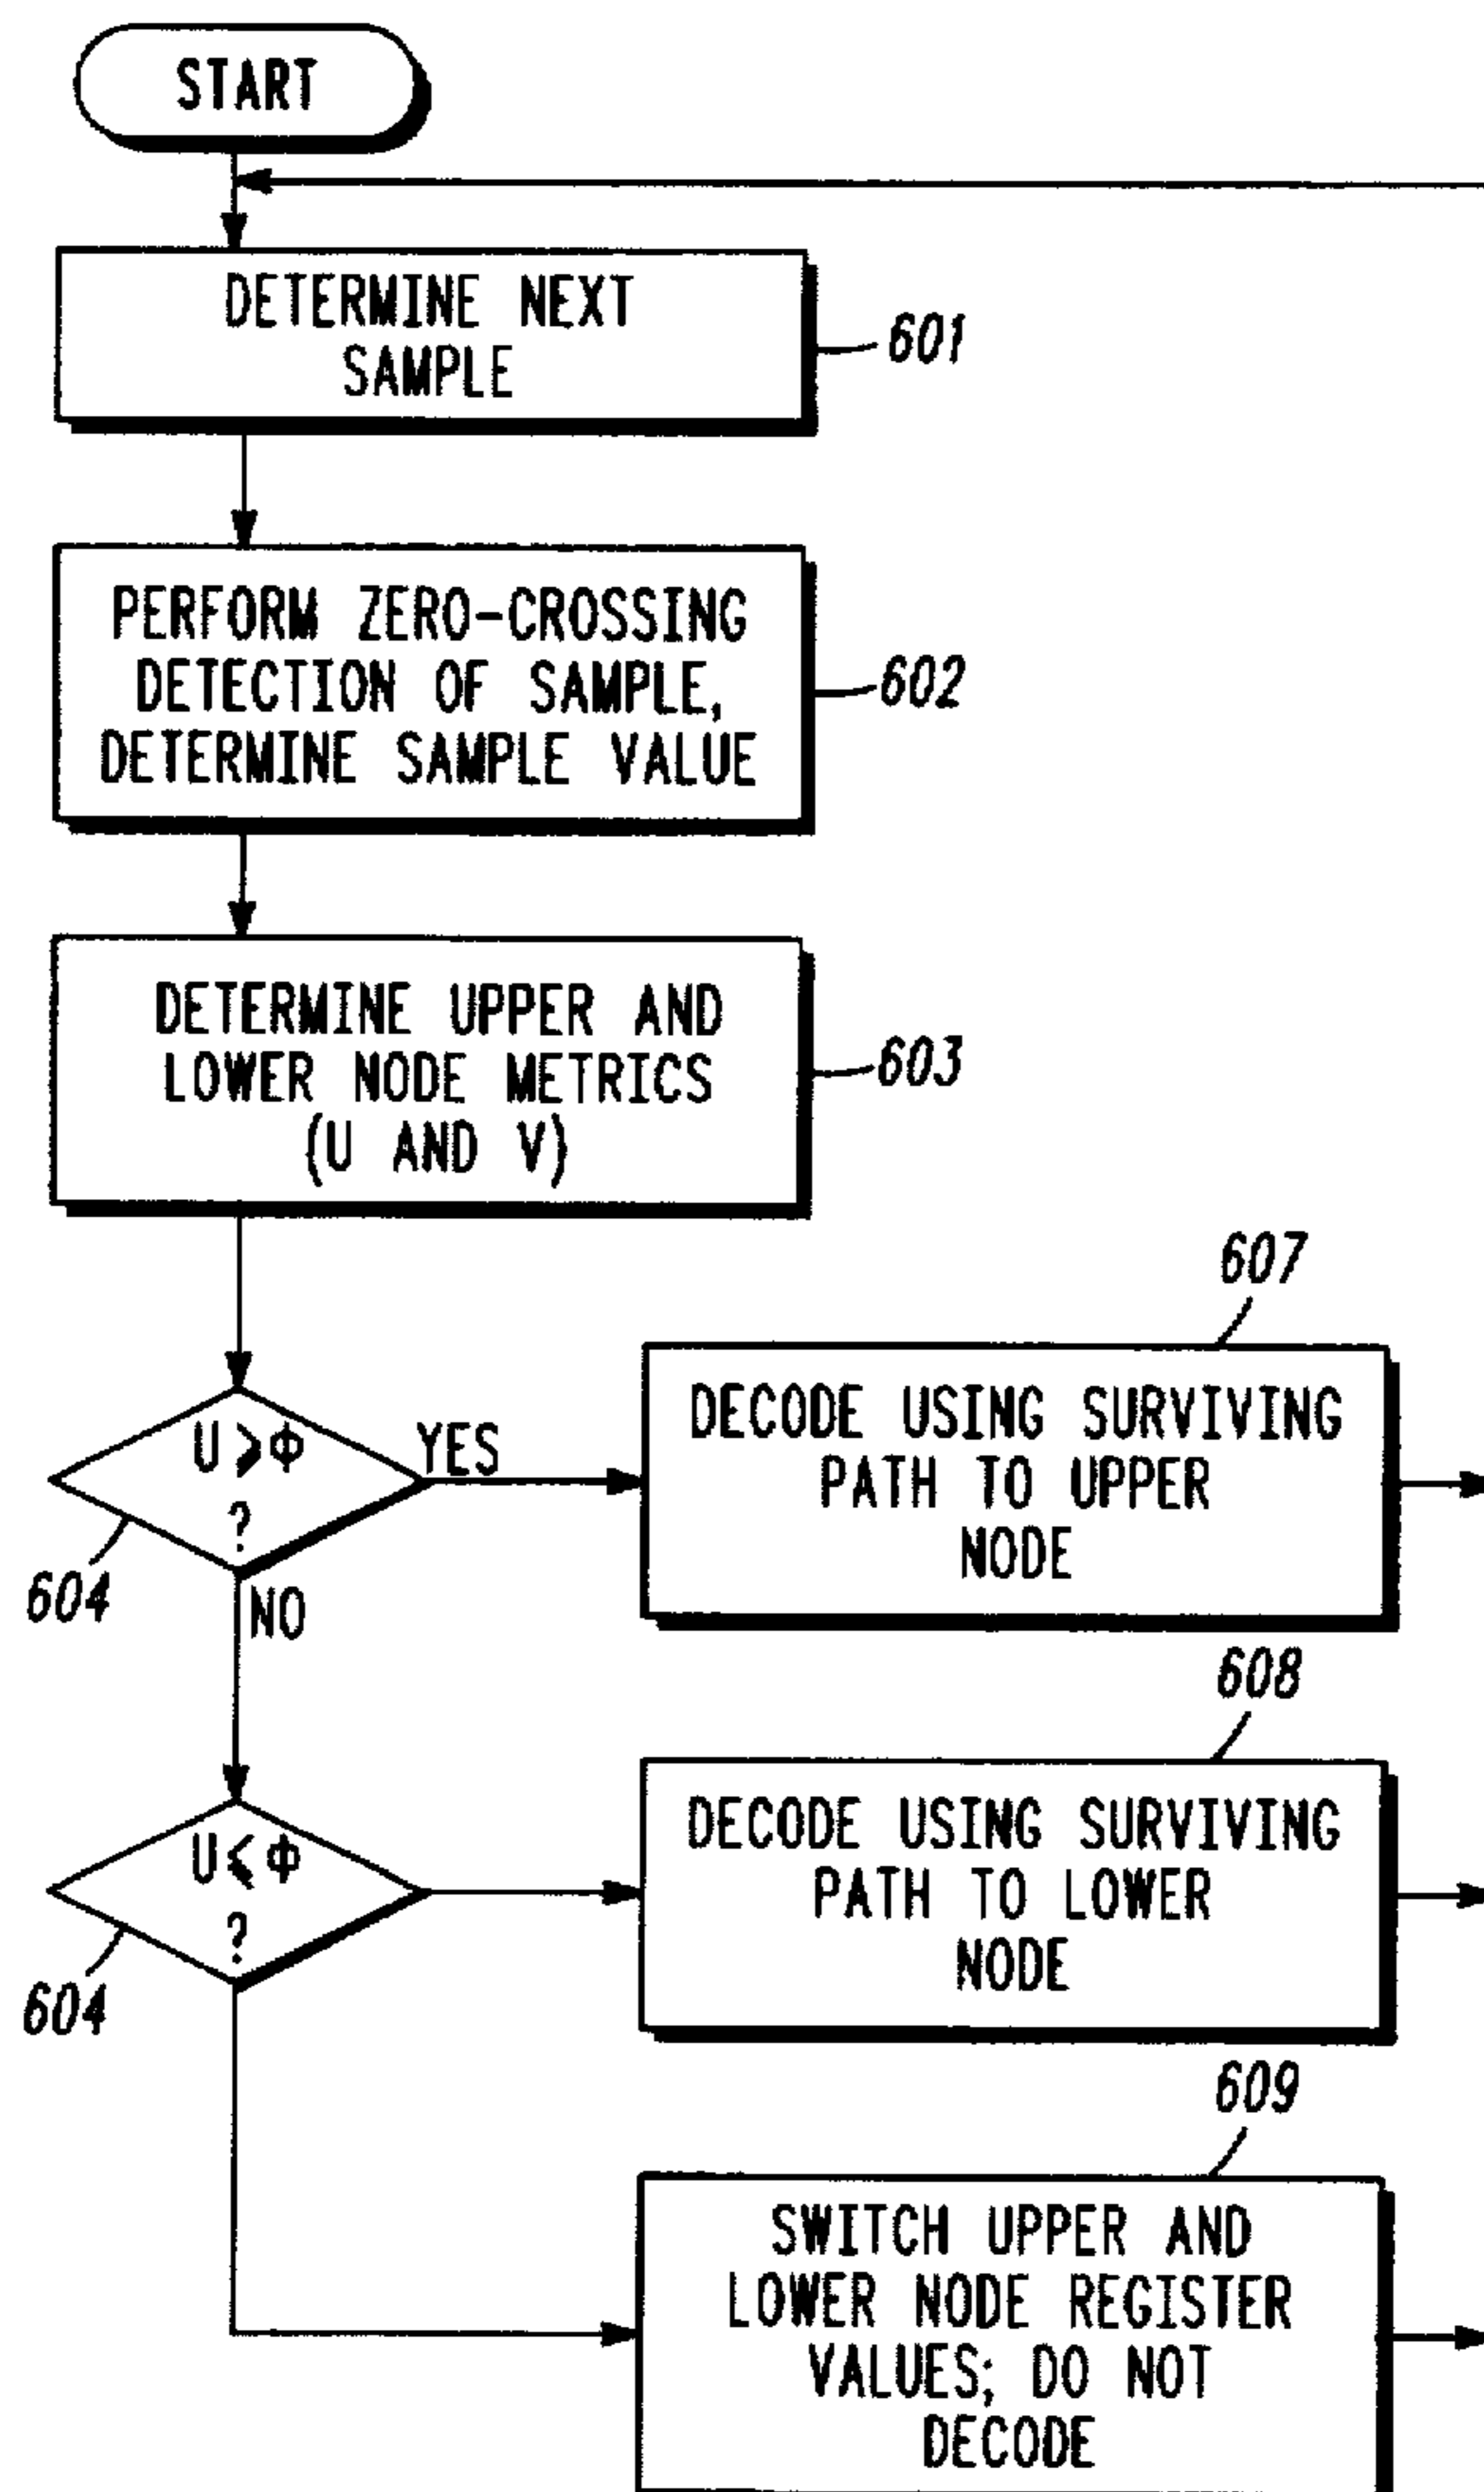 START
DETERMINE NEXT
SAMPLE
601
PERFORM ZERO-CROSSING
DETECTION OF SAMPLE,
DETERMINE SAMPLE VALUE
602
DETERMINE UPPER AND
LOWER NODE METRICS
(U AND V)
603
U > Φ
?
YES
604
NO
607
DECODE USING SURVIVING
PATH TO UPPER
NODE
U < Φ
?
604
608
DECODE USING SURVIVING
PATH TO LOWER
NODE
609
SWITCH UPPER AND
LOWER NODE REGISTER
VALUES; DO NOT
DECODE